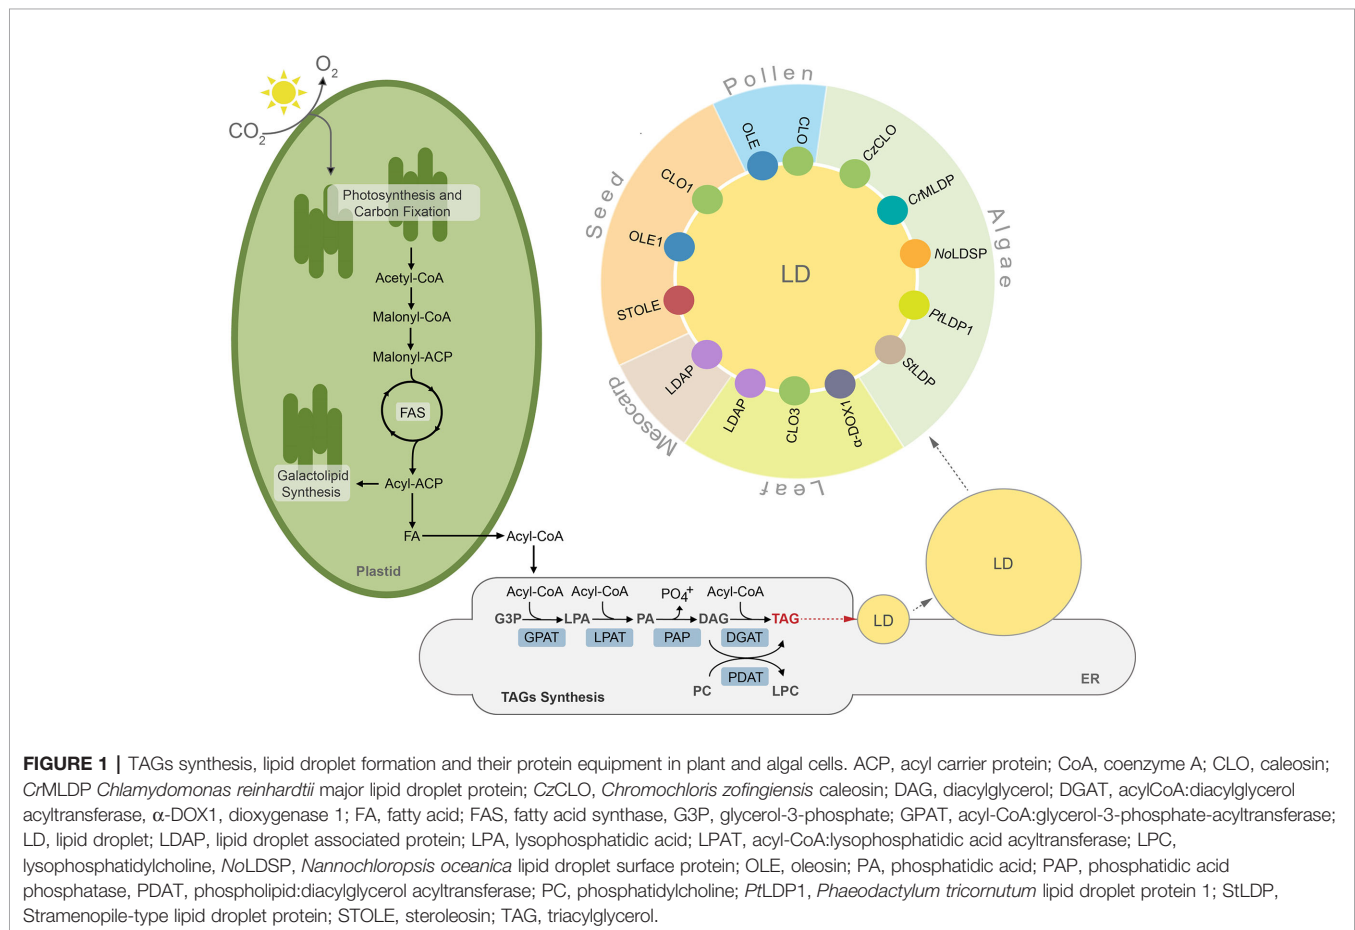 O2
CO2
Photosynthesis and
Carbon Fixation
Acetyl-CoA
Malonyl-CoA
Malonyl-ACP
FAS
Galactolipid
Synthesis
Acyl-ACP
FA
Plastid
Acyl-CoA
Pollen
Seed
Algae
Mesocarp
Leaf
OLE
CLO
CzCLO
CrMLDP
NoLDSP
PtLDP1
StLDP
α-DOX1
CLO3
LDAP
LDAP
STOLE
OLE1
CLO1
LD
LD
LD
Acyl-CoA
Acyl-CoA
PO4+
Acyl-CoA
G3P
LPA
PA
DAG
TAG
GPAT
LPAT
PAP
DGAT
PDAT
PC
LPC
TAGs Synthesis
ER
FIGURE 1 | TAGs synthesis, lipid droplet formation and their protein equipment in plant and algal cells. ACP, acyl carrier protein; CoA, coenzyme A; CLO, caleosin;
CrMLDP Chlamydomonas reinhardtii major lipid droplet protein; CzCLO, Chromochloris zofingiensis caleosin; DAG, diacylglycerol; DGAT, acylCoA:diacylglycerol
acyltransferase, α-DOX1, dioxygenase 1; FA, fatty acid; FAS, fatty acid synthase, G3P, glycerol-3-phosphate; GPAT, acyl-CoA:glycerol-3-phosphate-acyltransferase;
LD, lipid droplet; LDAP, lipid droplet associated protein; LPA, lysophosphatidic acid; LPAT, acyl-CoA:lysophosphatidic acid acyltransferase; LPC,
lysophosphatidylcholine, NoLDSP, Nannochloropsis oceanica lipid droplet surface protein; OLE, oleosin; PA, phosphatidic acid; PAP, phosphatidic acid
phosphatase, PDAT, phospholipid:diacylglycerol acyltransferase; PC, phosphatidylcholine; PtLDP1, Phaeodactylum tricornutum lipid droplet protein 1; StLDP,
Stramenopile-type lipid droplet protein; STOLE, steroleosin; TAG, triacylglycerol.